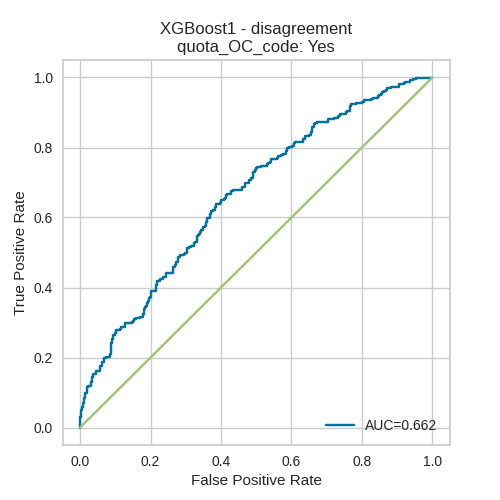 XGBoost1 - disagreement
quota_OC_code: Yes
1.0
0.8
0.6
0.4
0.2
0.0
True Positive Rate
AUC=0.662
0.0 0.2 0.4 0.6 0.8 1.0
False Positive Rate